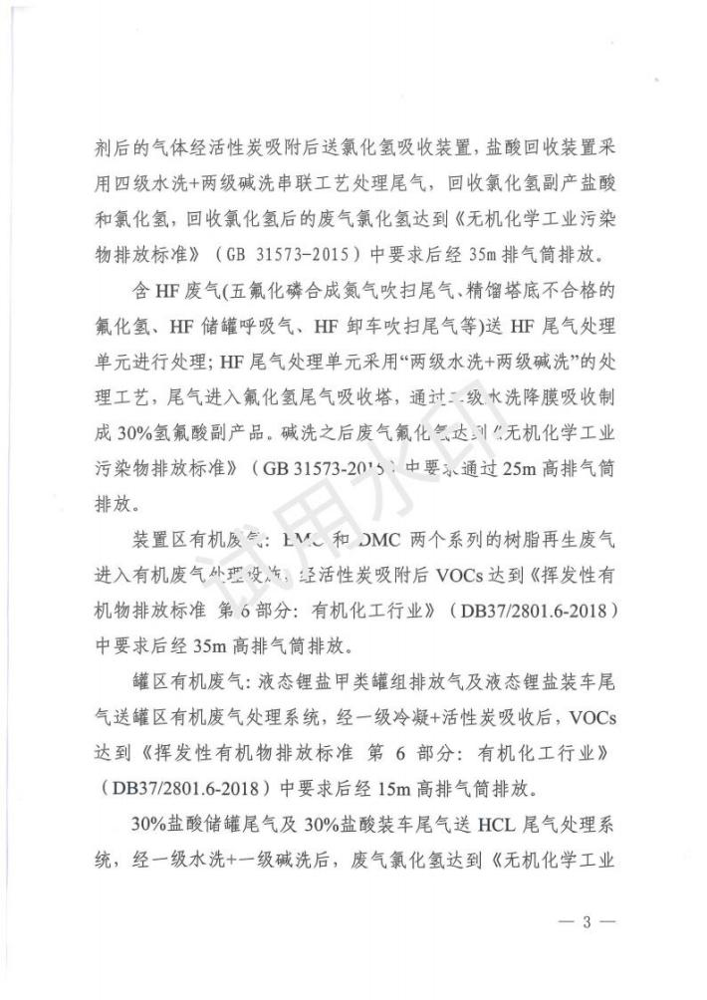 剂后的气体经活性炭吸附后送氯化氢吸收装置，盐酸回收装置采
用四级水洗+两级碱洗串联工艺处理尾气，回收氯化氢副产盐酸
和氯化氢，回收氯化氢后的废气氯化氢达到《无机化学工业污染
物排放标准》（GB 31573-2015）中要求后经 35m 排气筒排放。
含 HF 废气(五氟化磷合成氮气吹扫尾气、精馏塔底不合格的
氟化氢、HF 储罐呼吸气、HF 卸车吹扫尾气等)送 HF 尾气处理
单元进行处理; HF 尾气处理单元采用“两级水洗+两级碱洗”的处
理工艺，尾气进入氟化氢尾气吸收塔，通过级水洗降膜吸收制
成 30%氢氟酸副产品。碱洗之后废气氟化氢达到《无机化学工业
污染物排放标准》（GB 31573-2015）中要求通过 25m 高排气筒
排放。
装置区有机废气：EMC 和 DMC 两个系列的树脂再生废气
进入有机废气处理设施，经活性炭吸附后 VOCs 达到《挥发性有
机物排放标准 第 6 部分：有机化工行业》（DB37/2801.6-2018）
中要求后经 35m 高排气筒排放。
罐区有机废气：液态锂盐甲类罐组排放气及液态锂盐装车尾
气送罐区有机废气处理系统，经一级冷凝+活性炭吸收后，VOCs
达到《挥发性有机物排放标准 第 6 部分：有机化工行业》
（DB37/2801.6-2018）中要求后经 15m 高排气筒排放。
30%盐酸储罐尾气及 30%盐酸装车尾气送 HCL 尾气处理系
统，经一级水洗+一级碱洗后，废气氯化氢达到《无机化学工业
— 3 —
试用水印